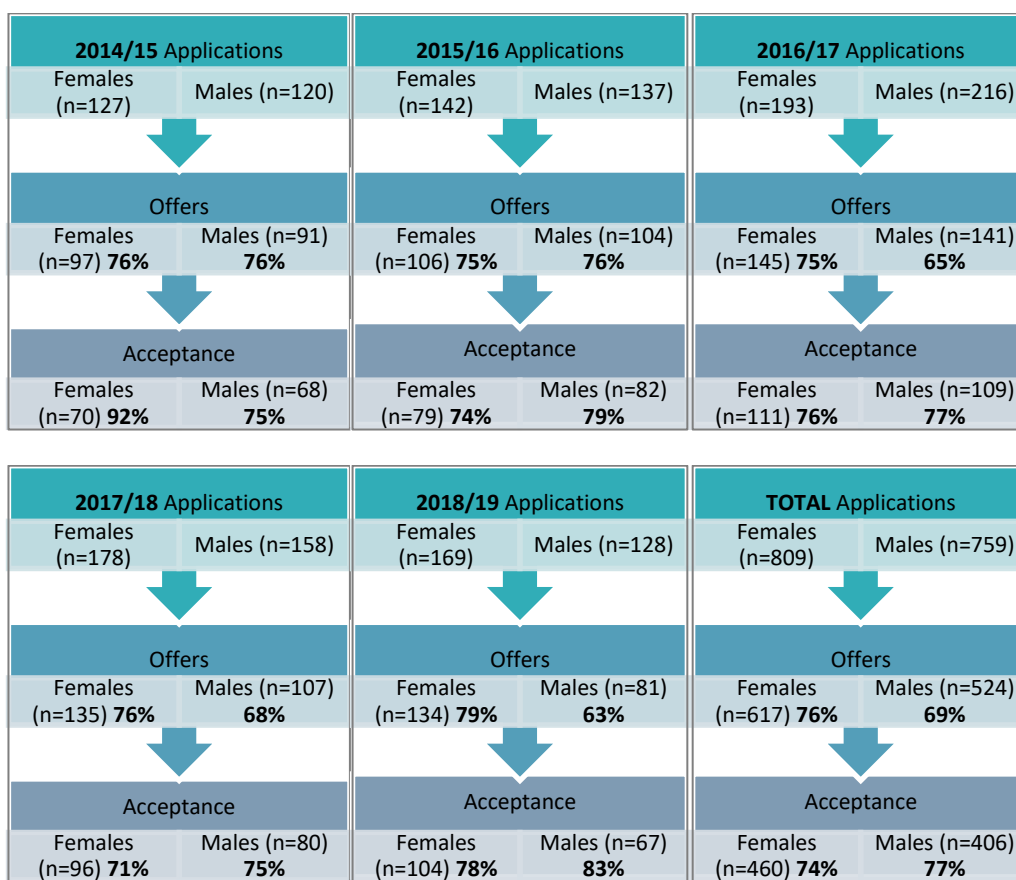 2014/15 Applications
Females
(n=127)
Males (n=120)
Offers
Females
(n=97) 76%
Males (n=91)
76%
Acceptance
Females
(n=70) 92%
Males (n=68)
75%
2015/16 Applications
Females
(n=142)
Males (n=137)
Offers
Females
(n=106) 75%
Males (n=104)
76%
Acceptance
Females
(n=79) 74%
Males (n=82)
79%
2016/17 Applications
Females
(n=193)
Males (n=216)
Offers
Females
(n=145) 75%
Males (n=141)
65%
Acceptance
Females
(n=111) 76%
Males (n=109)
77%
2017/18 Applications
Females
(n=178)
Males (n=158)
Offers
Females
(n=135) 76%
Males (n=107)
68%
Acceptance
Females
(n=96) 71%
Males (n=80)
75%
2018/19 Applications
Females
(n=169)
Males (n=128)
Offers
Females
(n=134) 79%
Males (n=81)
63%
Acceptance
Females
(n=104) 78%
Males (n=67)
83%
TOTAL Applications
Females
(n=809)
Males (n=759)
Offers
Females
(n=617) 76%
Males (n=524)
69%
Acceptance
Females
(n=460) 74%
Males (n=406)
77%